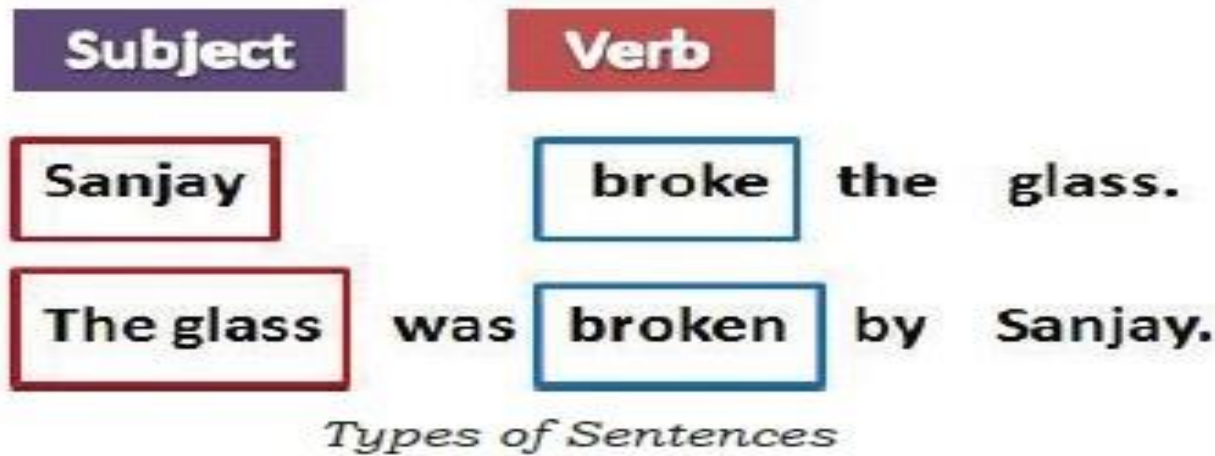 Subject Verb
Sanjay broke the glass.
The glass was broken by Sanjay.
Types of Sentences